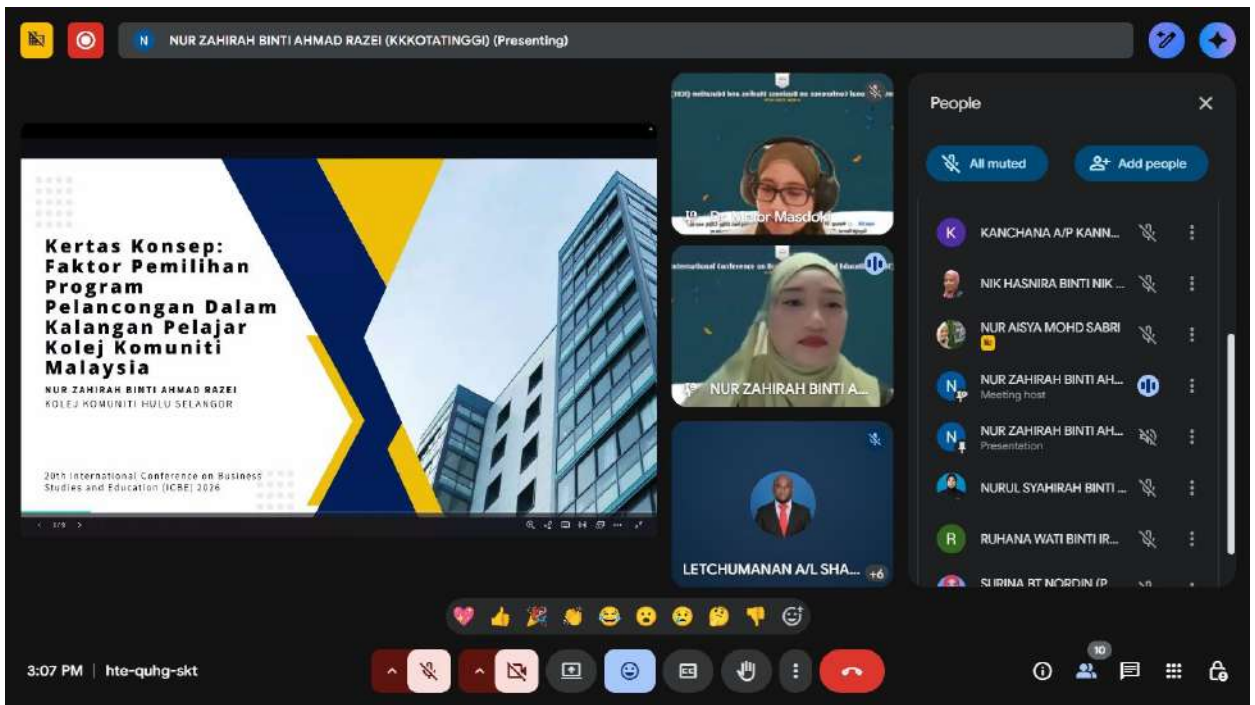 N NUR ZAHIRAH BINTI AHMAD RAZEI (KKKOTATINGGI) (Presenting)
Kertas Konsep:
Faktor Pemilihan
Program
Pelancongan Dalam
Kalangan Pelajar
Kolej Komuniti
Malaysia
NUR ZAHIRAH BINTI AHMAD RAZEI
KOLEJ KOMUNITI HULU SELANGOR
20th International Conference on Business
Studies and Education (ICBE) 2026
Masdoki
NUR ZAHIRAH BINTI A...
LETCHUMANAN A/L SHA...
+6
People
All muted
Add people
K KANCHANA A/P KANN...
NIK HASNIRA BINTI NIK ...
NUR AISYA MOHD SABRI
N NUR ZAHIRAH BINTI AH...
Meeting host
N NUR ZAHIRAH BINTI AH...
Presentation
NURUL SYAHIRAH BINTI ...
R RUHANA WATI BINTI IR...
SURINA BT NORDIN (P
3:07 PM | hte-quhg-skt
CC
10